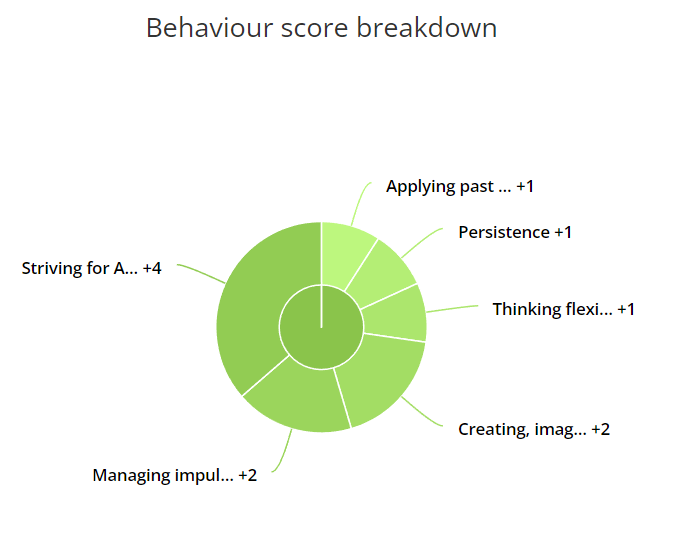 Behaviour score breakdown
Applying past ... +1
Persistence +1
Striving for A... +4
Thinking flexi... +1
Creating, imag... +2
Managing impul... +2